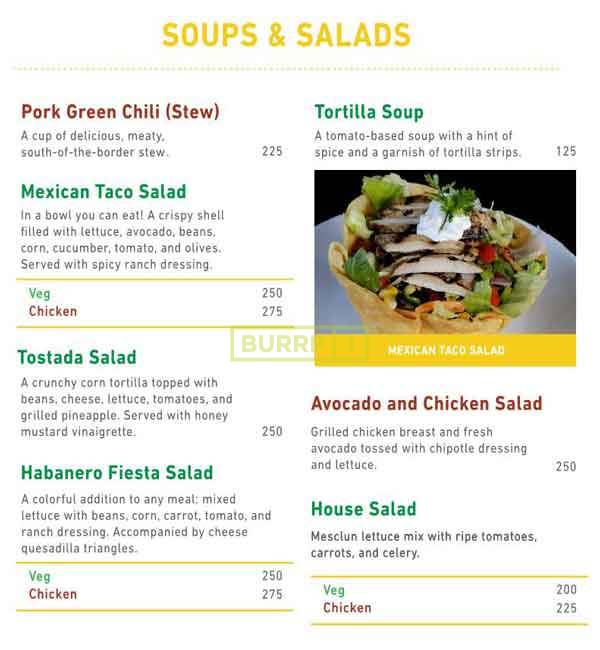 SOUPS & SALADS
Pork Green Chili (Stew)
A cup of delicious, meaty,
south-of-the-border stew. 225
Mexican Taco Salad
In a bowl you can eat! A crispy shell
filled with lettuce, avocado, beans,
corn, cucumber, tomato, and olives.
Served with spicy ranch dressing.
Veg 250
Chicken 275
Tostada Salad
A crunchy corn tortilla topped with
beans, cheese, lettuce, tomatoes, and
grilled pineapple. Served with honey
mustard vinaigrette. 250
Habanero Fiesta Salad
A colorful addition to any meal: mixed
lettuce with beans, corn, carrot, tomato, and
ranch dressing. Accompanied by cheese
quesadilla triangles.
Veg 250
Chicken 275
Tortilla Soup
A tomato-based soup with a hint of
spice and a garnish of tortilla strips. 125
MEXICAN TACO SALAD
Avocado and Chicken Salad
Grilled chicken breast and fresh
avocado tossed with chipotle dressing
and lettuce. 250
House Salad
Mesclun lettuce mix with ripe tomatoes,
carrots, and celery.
Veg 200
Chicken 225